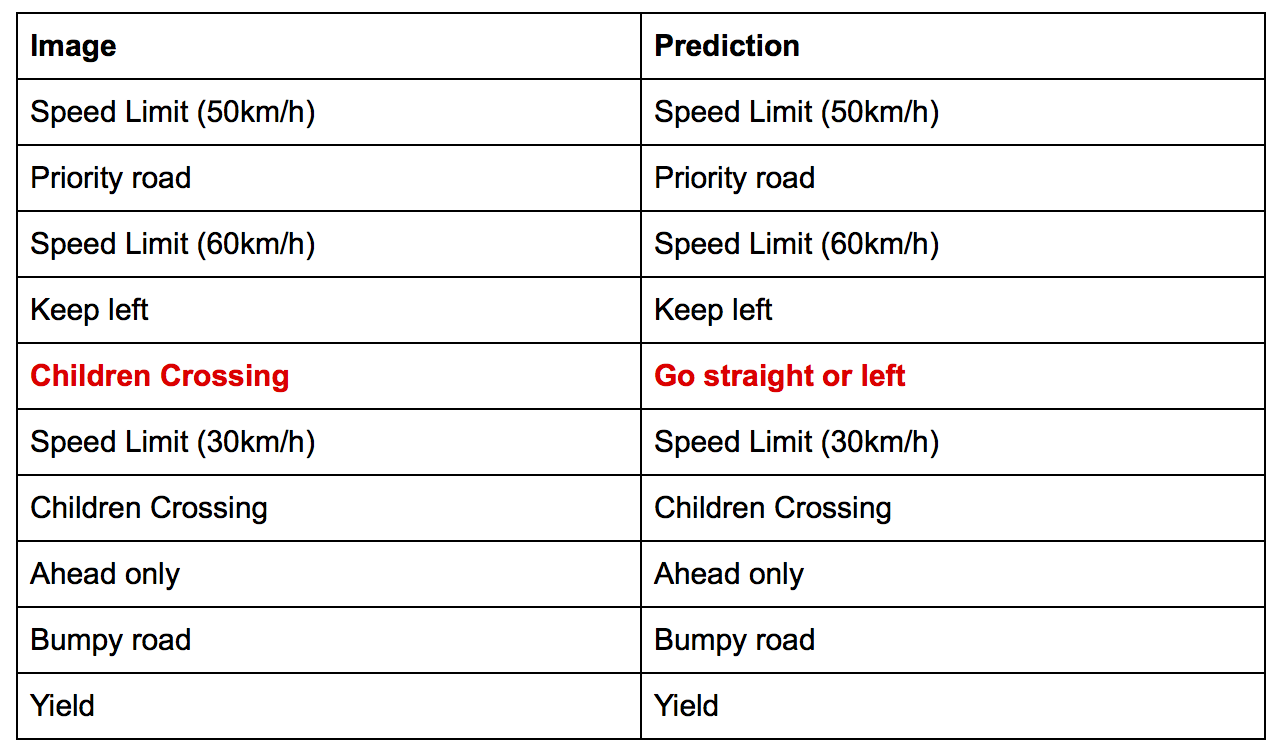 Image Prediction
Speed Limit (50km/h) Speed Limit (50km/h)
Priority road Priority road
Speed Limit (60km/h) Speed Limit (60km/h)
Keep left Keep left
Children Crossing Go straight or left
Speed Limit (30km/h) Speed Limit (30km/h)
Children Crossing Children Crossing
Ahead only Ahead only
Bumpy road Bumpy road
Yield Yield